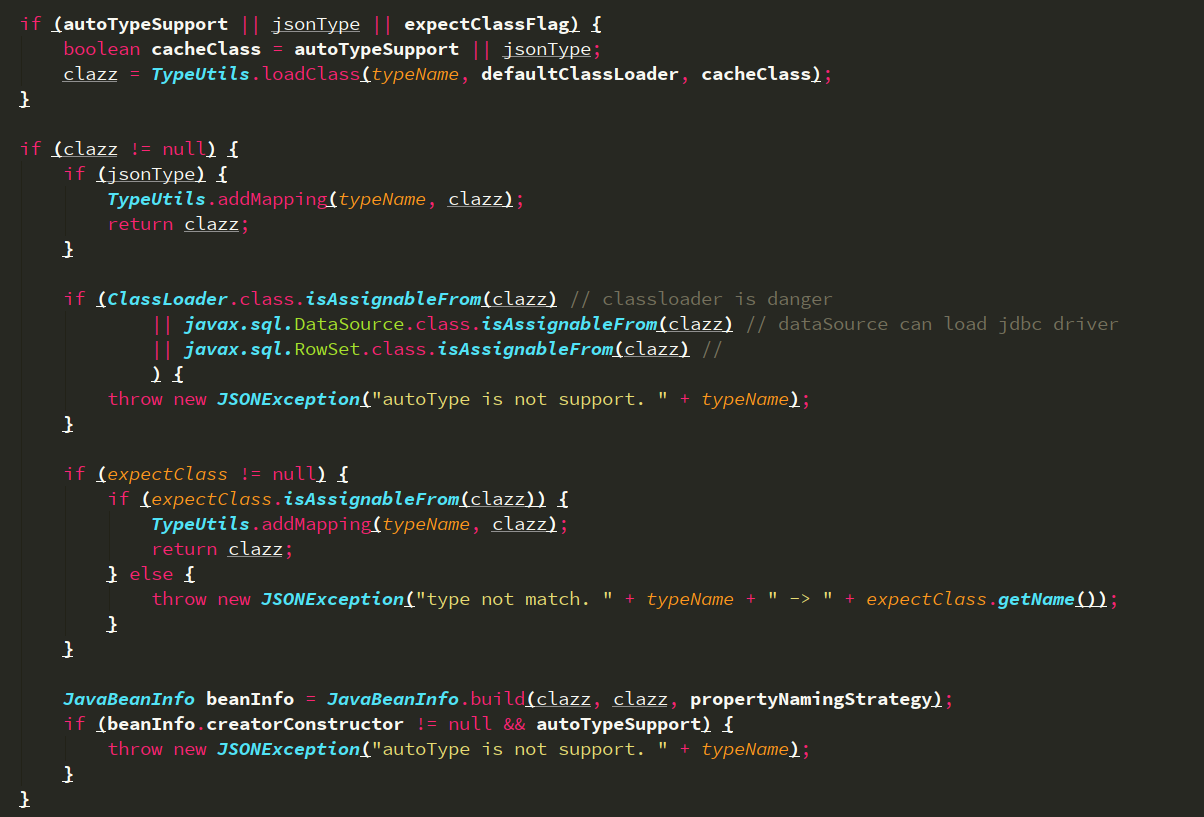 if (autoTypeSupport || jsonType || expectClassFlag) {
    boolean cacheClass = autoTypeSupport || jsonType;
    clazz = TypeUtils.loadClass(typeName, defaultClassLoader, cacheClass);
}

if (clazz != null) {
    if (jsonType) {
        TypeUtils.addMapping(typeName, clazz);
        return clazz;
    }

    if (ClassLoader.class.isAssignableFrom(clazz) // classloader is danger
            || javax.sql.DataSource.class.isAssignableFrom(clazz) // dataSource can load jdbc driver
            || javax.sql.RowSet.class.isAssignableFrom(clazz) //
            ) {
        throw new JSONException("autoType is not support. " + typeName);
    }

    if (expectClass != null) {
        if (expectClass.isAssignableFrom(clazz)) {
            TypeUtils.addMapping(typeName, clazz);
            return clazz;
        } else {
            throw new JSONException("type not match. " + typeName + " -> " + expectClass.getName());
        }
    }

    JavaBeanInfo beanInfo = JavaBeanInfo.build(clazz, clazz, propertyNamingStrategy);
    if (beanInfo.creatorConstructor != null && autoTypeSupport) {
        throw new JSONException("autoType is not support. " + typeName);
    }
}